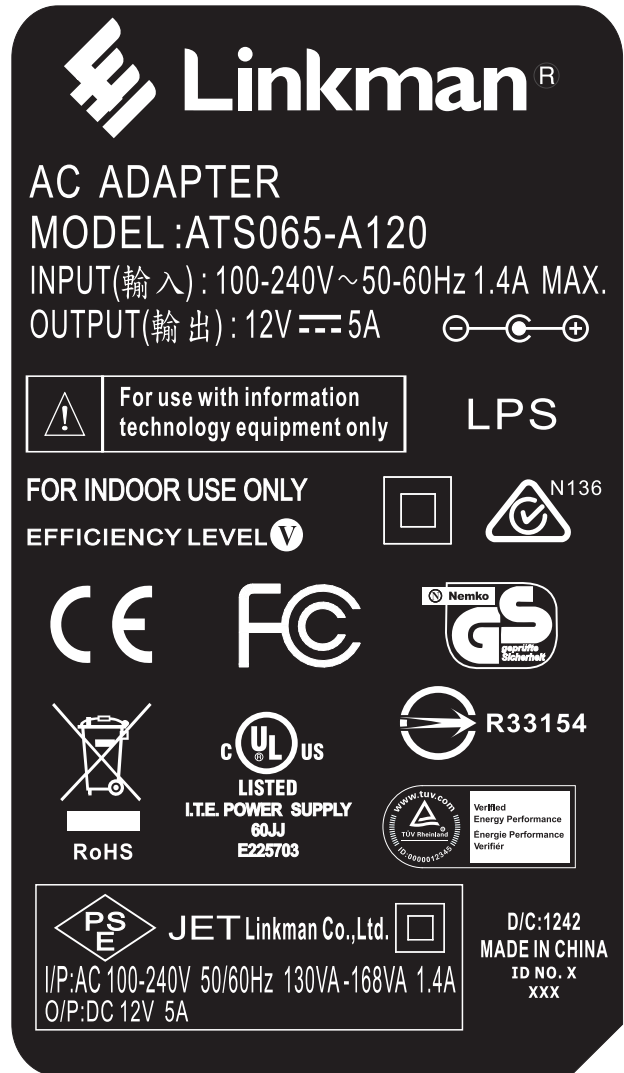 Linkman®
AC ADAPTER
MODEL :ATS065-A120
INPUT(輸入) : 100-240V～50-60Hz 1.4A MAX.
OUTPUT(輸出) : 12V ⎓ 5A
For use with information
technology equipment only
LPS
FOR INDOOR USE ONLY
EFFICIENCY LEVEL V
N136
CE
FC
Nemko
GS
geprüfte
Sicherheit
RoHS
C UL® US
LISTED
I.T.E. POWER SUPPLY
60JJ
E225703
R33154
www.tuv.com
TÜV Rheinland
ID:0000012345
Verified
Energy Performance
Energie Performance
Verifiér
PSE
JET Linkman Co.,Ltd.
I/P:AC 100-240V 50/60Hz 130VA-168VA 1.4A
O/P:DC 12V 5A
D/C:1242
MADE IN CHINA
ID NO. X
XXX